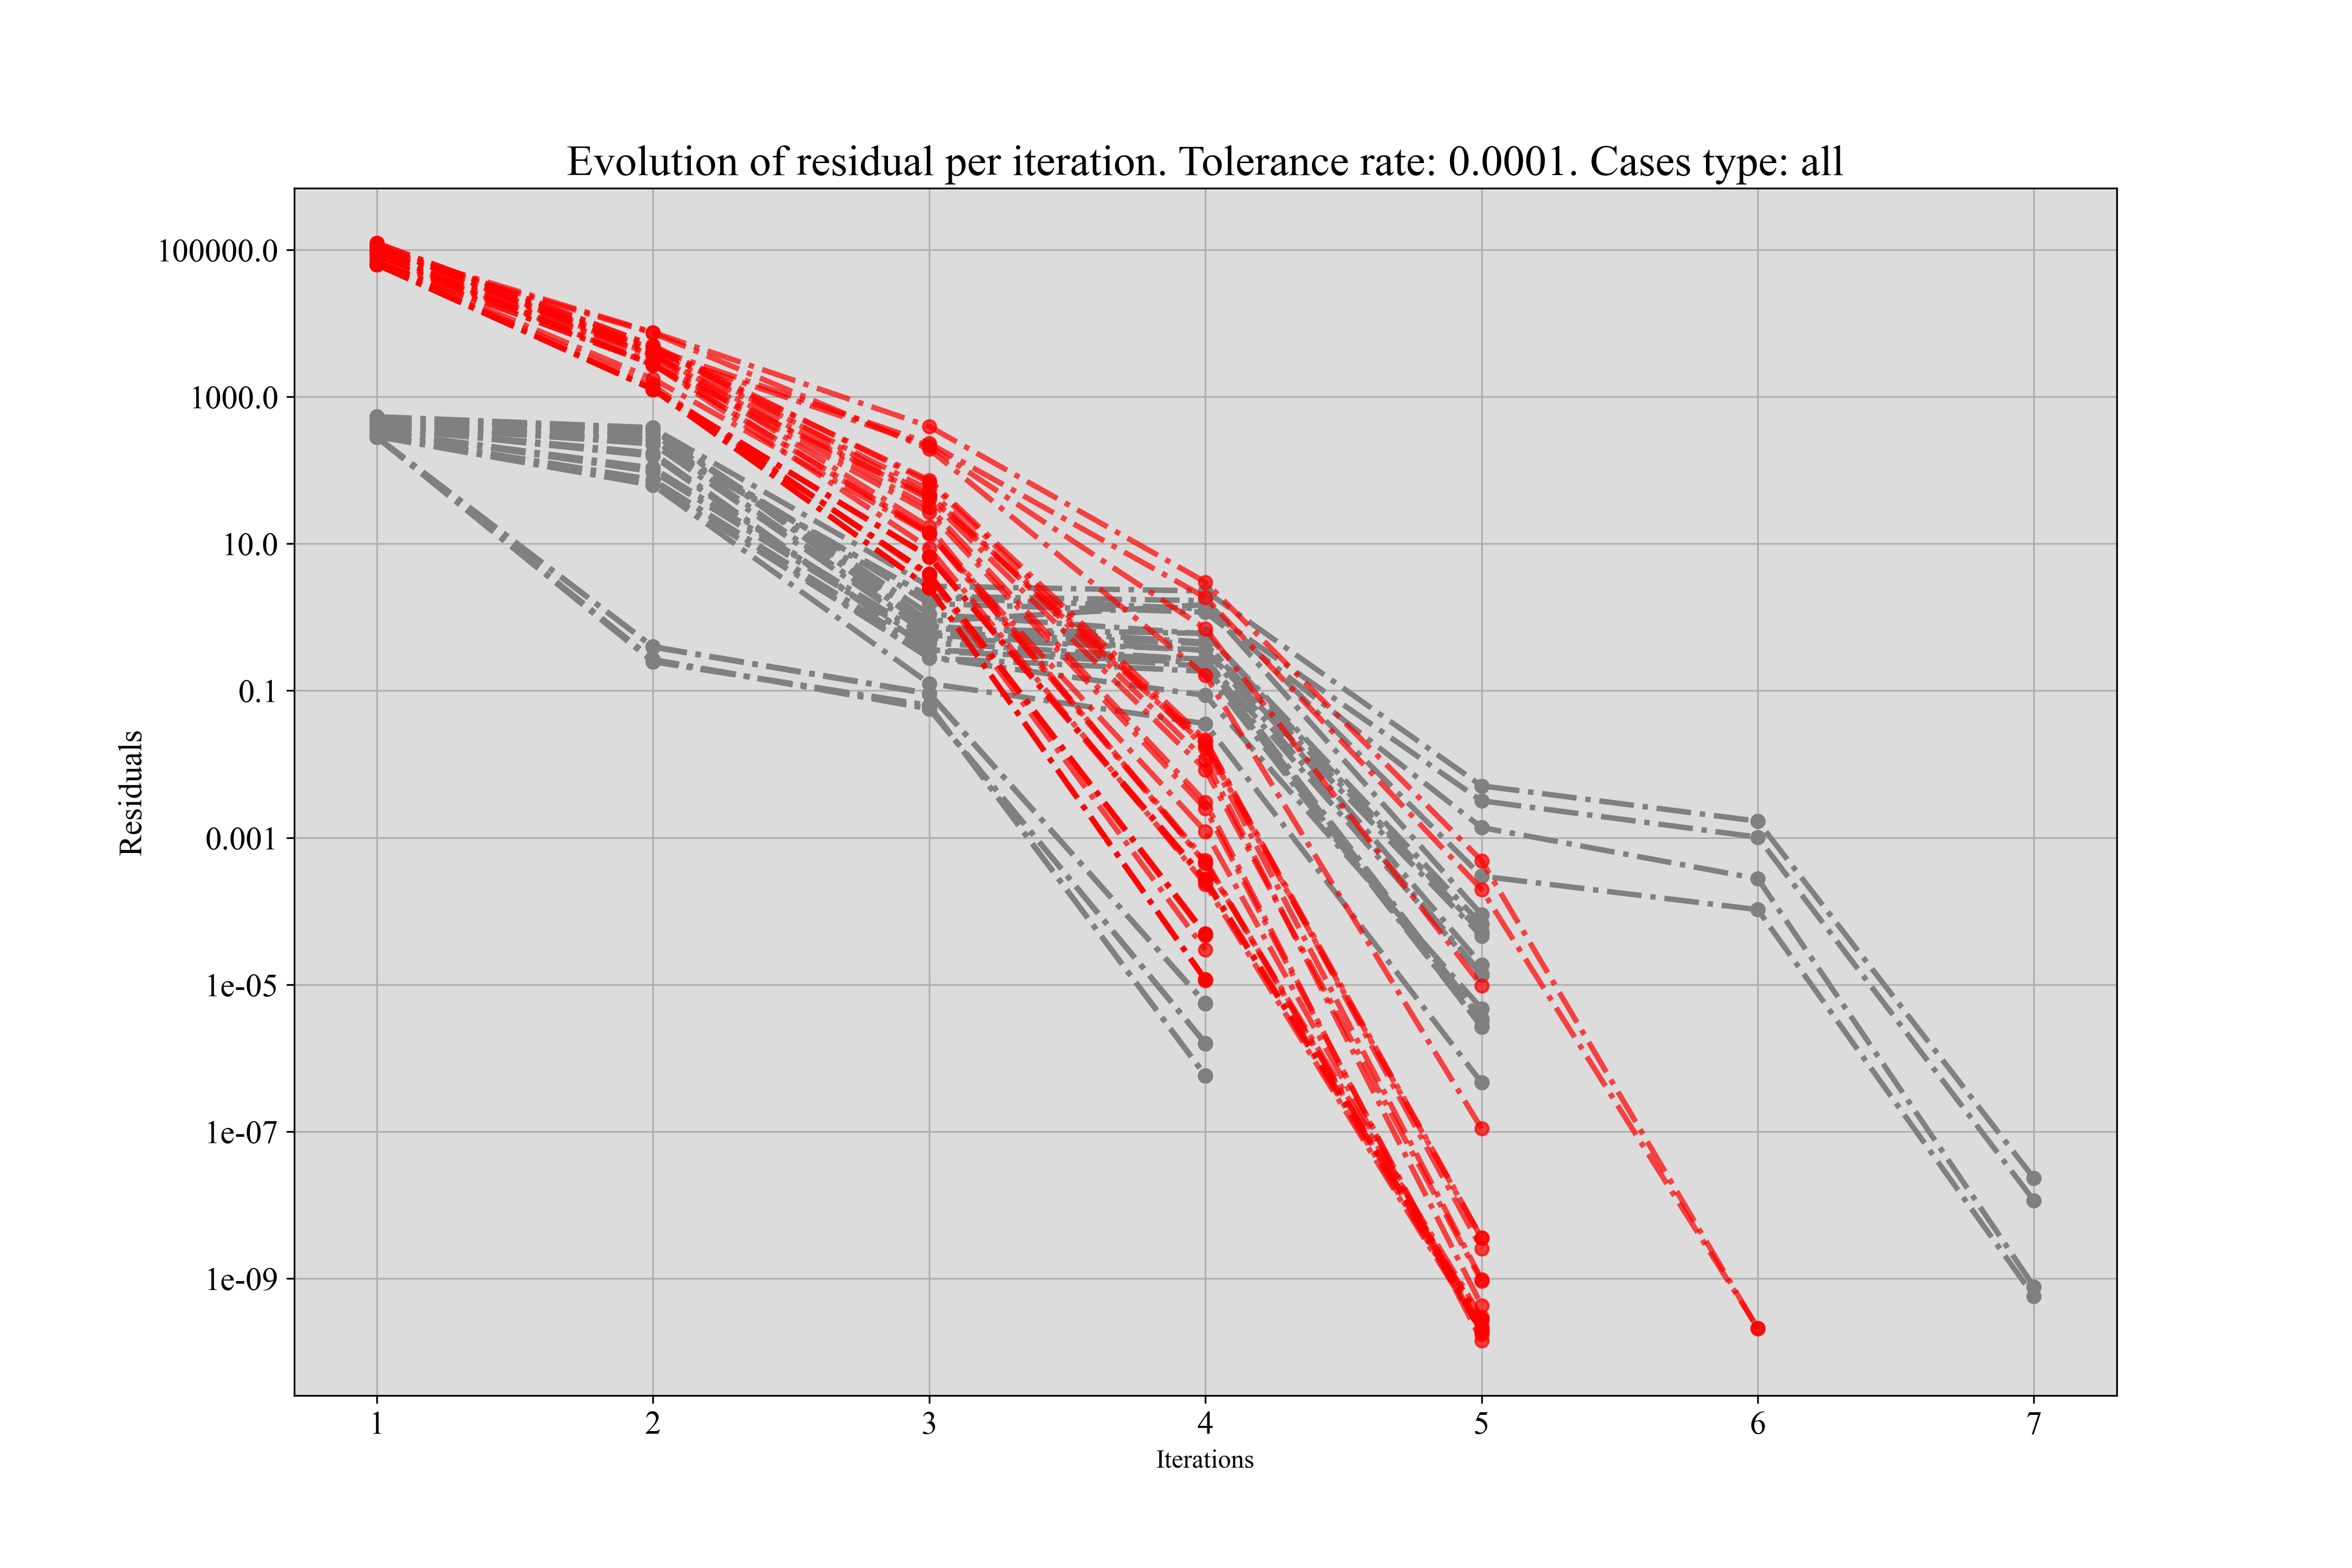 Evolution of residual per iteration. Tolerance rate: 0.0001. Cases type: all
100000.0
1000.0
10.0
0.1
0.001
1e-05
1e-07
1e-09
Residuals
1 2 3 4 5 6 7
Iterations